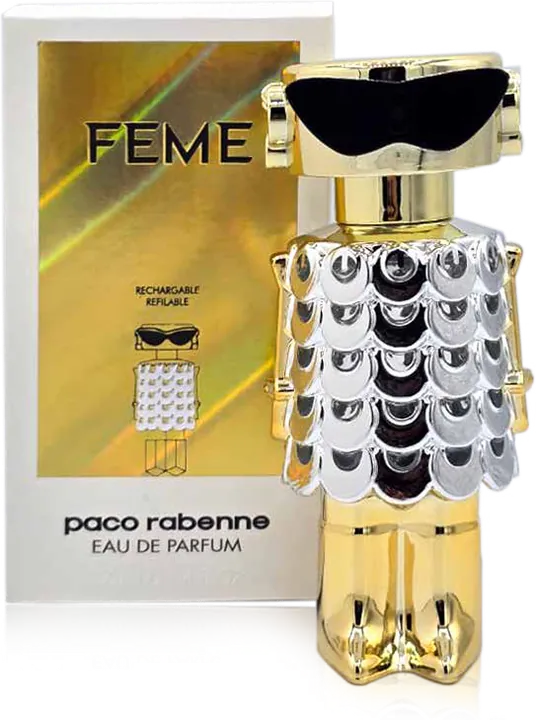 FEME
RECHARGABLE
REFILABLE
paco rabenne
EAU DE PARFUM